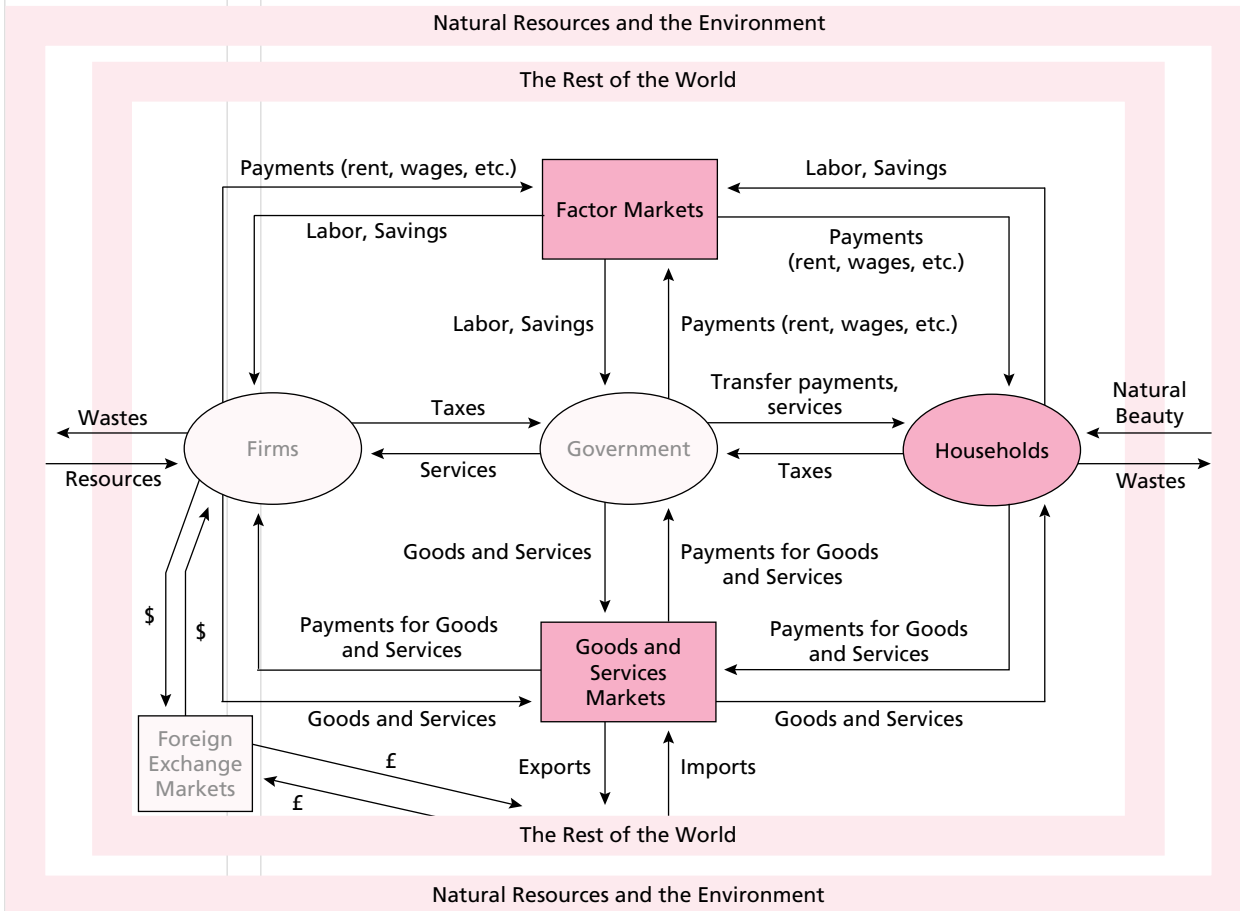 Natural Resources and the Environment
The Rest of the World
Payments (rent, wages, etc.)
Labor, Savings
Factor Markets
Labor, Savings
Payments
(rent, wages, etc.)
Labor, Savings
Payments (rent, wages, etc.)
Wastes
Resources
Firms
Taxes
Services
Government
Transfer payments,
services
Taxes
Households
Natural
Beauty
Wastes
Goods and Services
Payments for Goods
and Services
$
$
Payments for Goods
and Services
Goods and Services
Goods and
Services
Markets
Payments for Goods
and Services
Goods and Services
Foreign
Exchange
Markets
£
£
Exports
Imports
The Rest of the World
Natural Resources and the Environment